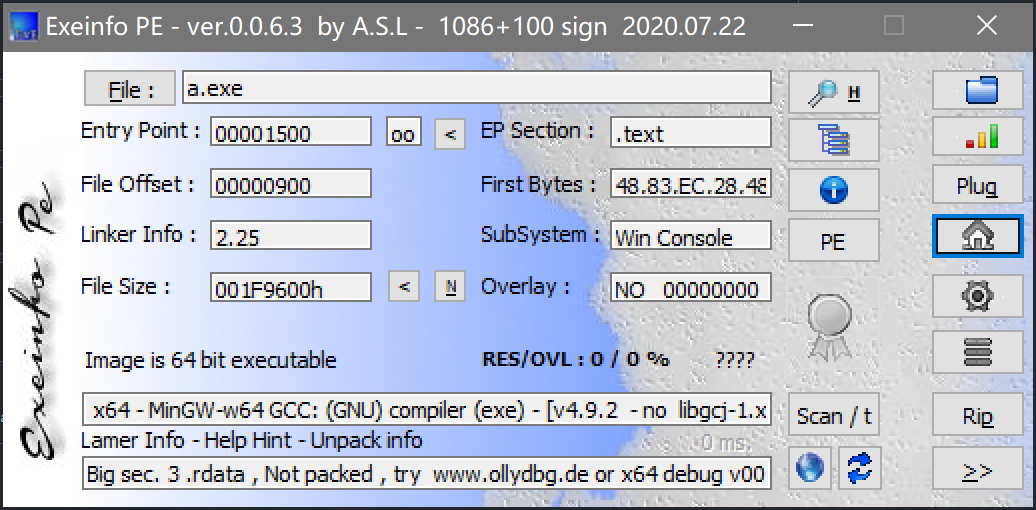 Exeinfo PE - ver.0.0.6.3 by A.S.L - 1086+100 sign 2020.07.22
File : a.exe H
Entry Point : 00001500 oo < EP Section : .text
File Offset : 00000900 First Bytes : 48.83.EC.28.48 Plug
Linker Info : 2.25 SubSystem : Win Console PE
File Size : 001F9600h < N Overlay : NO 00000000
Image is 64 bit executable RES/OVL : 0 / 0 % ????
x64 - MinGW-w64 GCC: (GNU) compiler (exe) - [v4.9.2 - no libgcj-1.x Scan / t Rip
Lamer Info - Help Hint - Unpack info 0 ms.
Big sec. 3 .rdata , Not packed , try www.ollydbg.de or x64 debug v00 >>
Exeinfo Pe